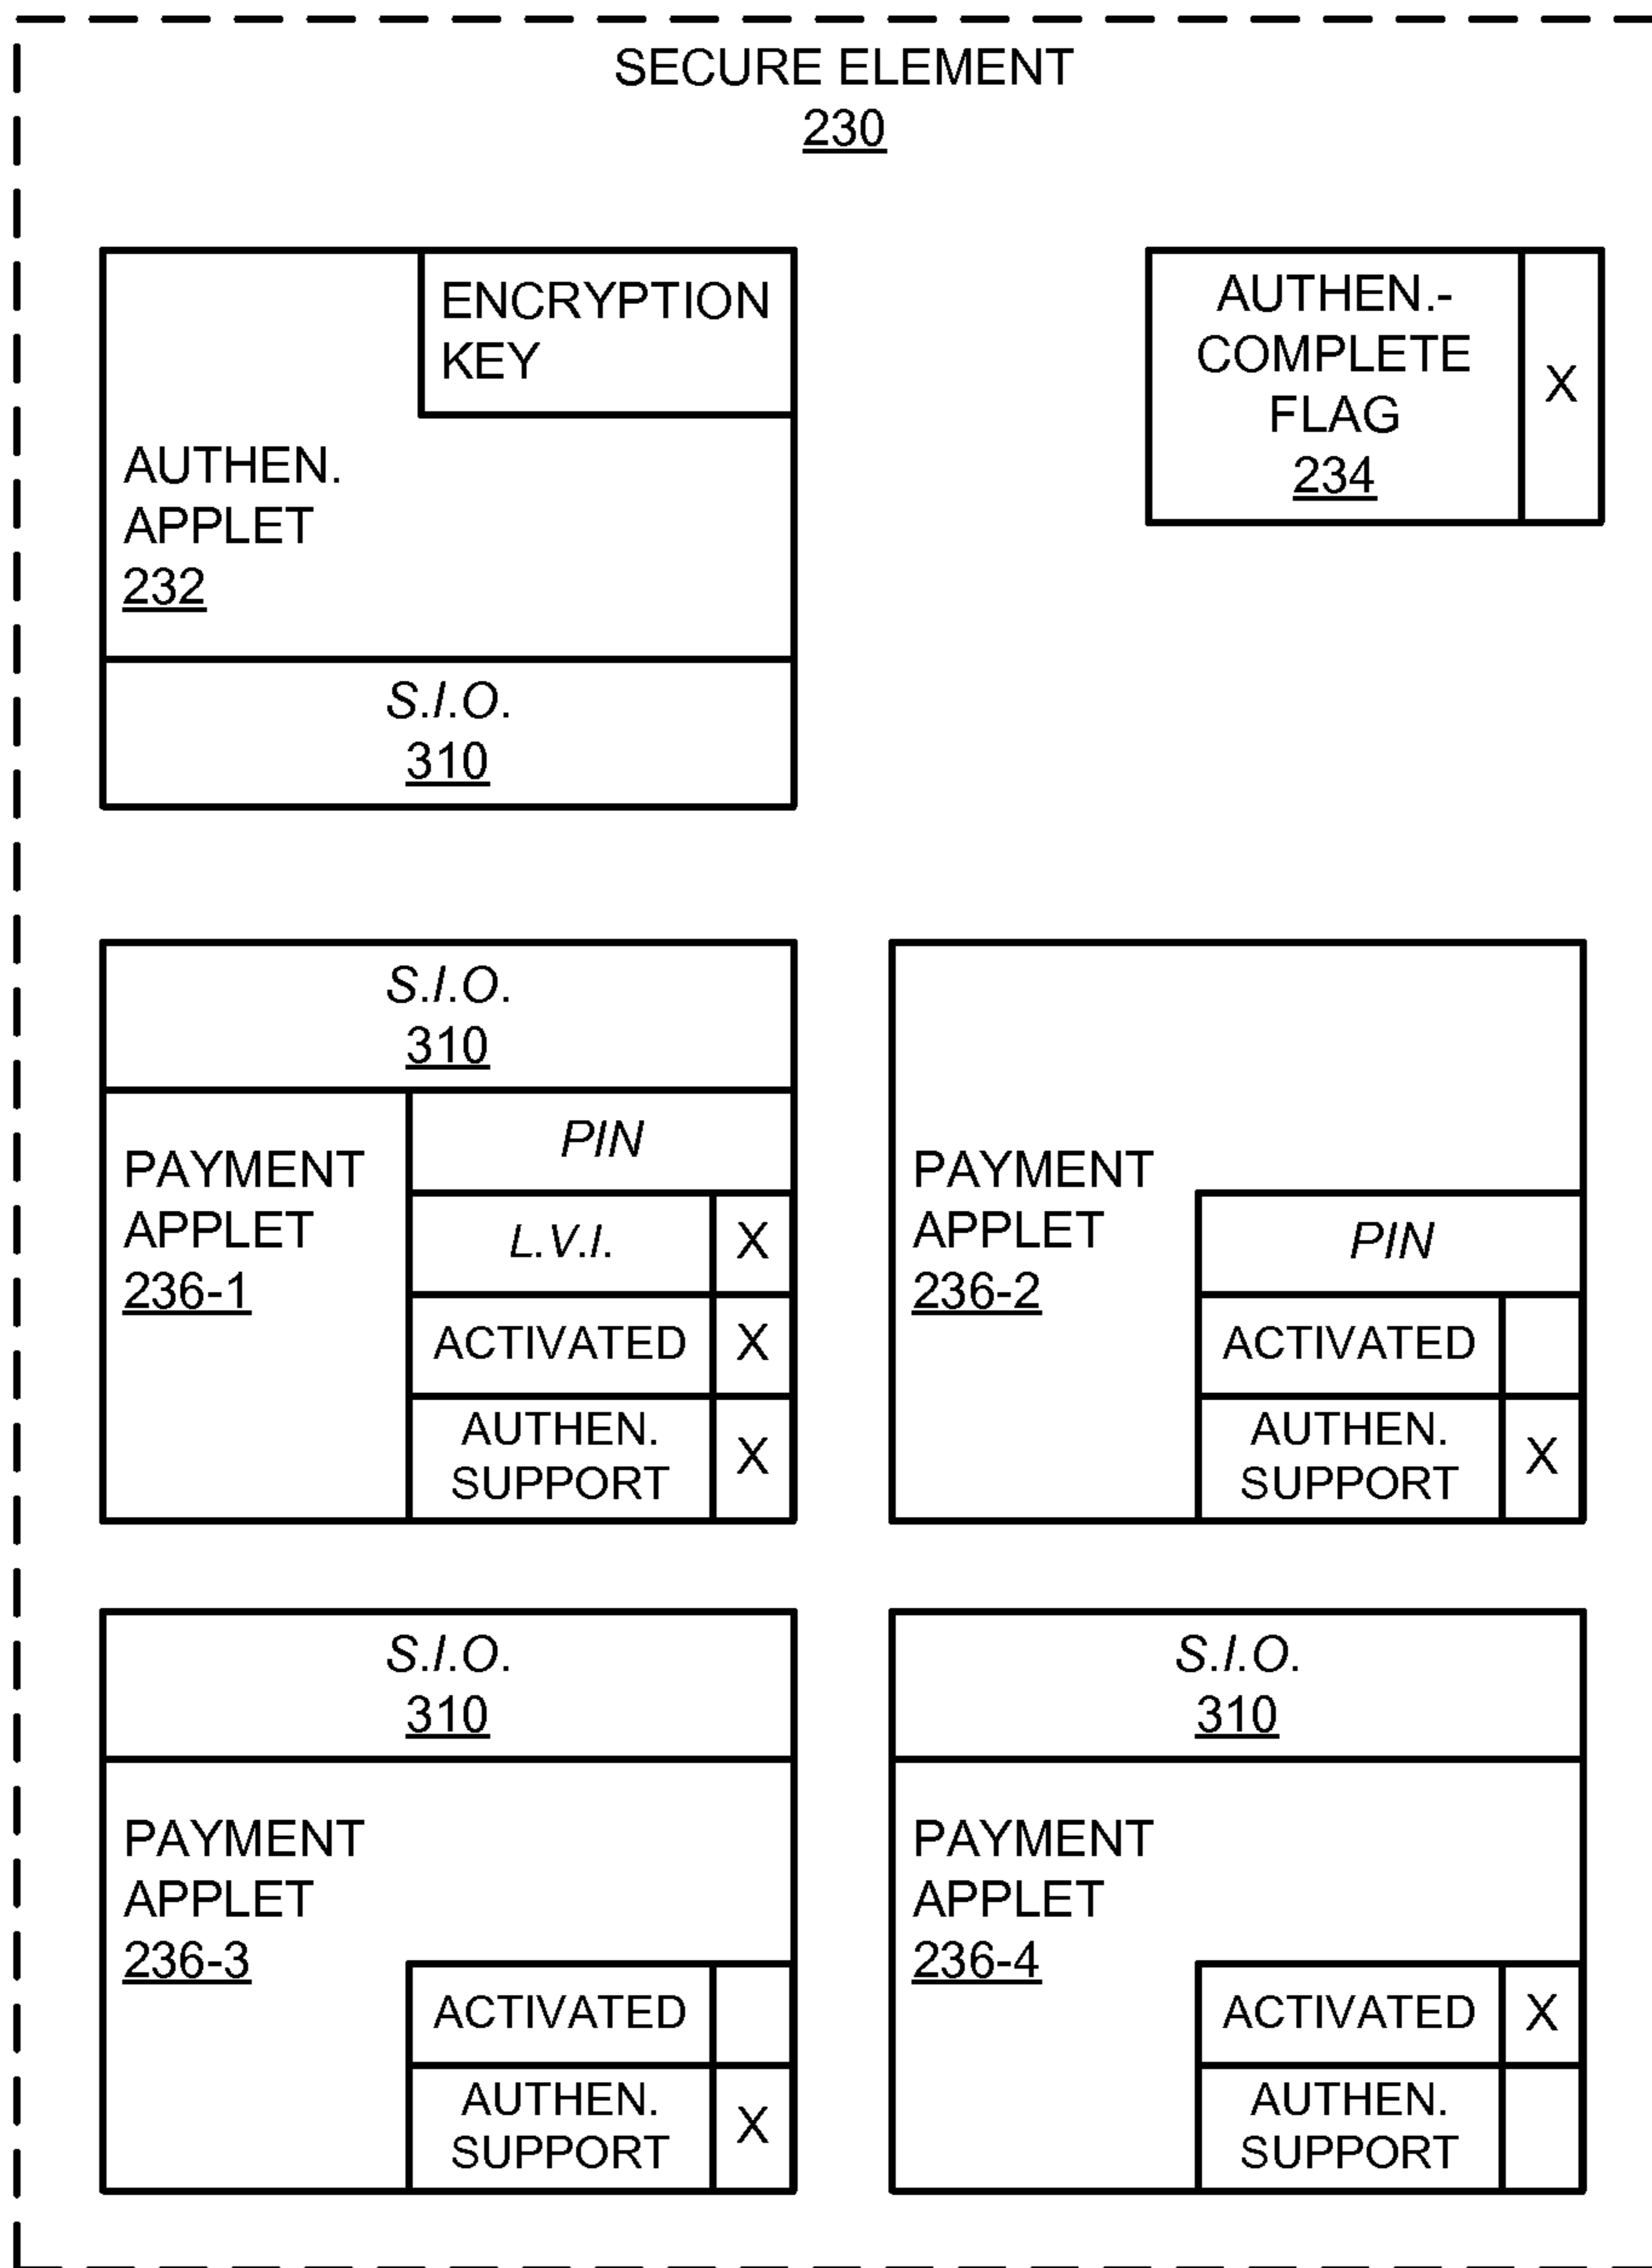 SECURE ELEMENT
230
ENCRYPTION
KEY
AUTHEN.
APPLET
232
S.I.O.
310
AUTHEN.-
COMPLETE
FLAG
234
X
S.I.O.
310
PAYMENT
APPLET
236-1
PIN
L.V.I. X
ACTIVATED X
AUTHEN.
SUPPORT
X
PAYMENT
APPLET
236-2
PIN
ACTIVATED
AUTHEN.
SUPPORT
X
S.I.O.
310
PAYMENT
APPLET
236-3
ACTIVATED
AUTHEN.
SUPPORT
X
S.I.O.
310
PAYMENT
APPLET
236-4
ACTIVATED X
AUTHEN.
SUPPORT